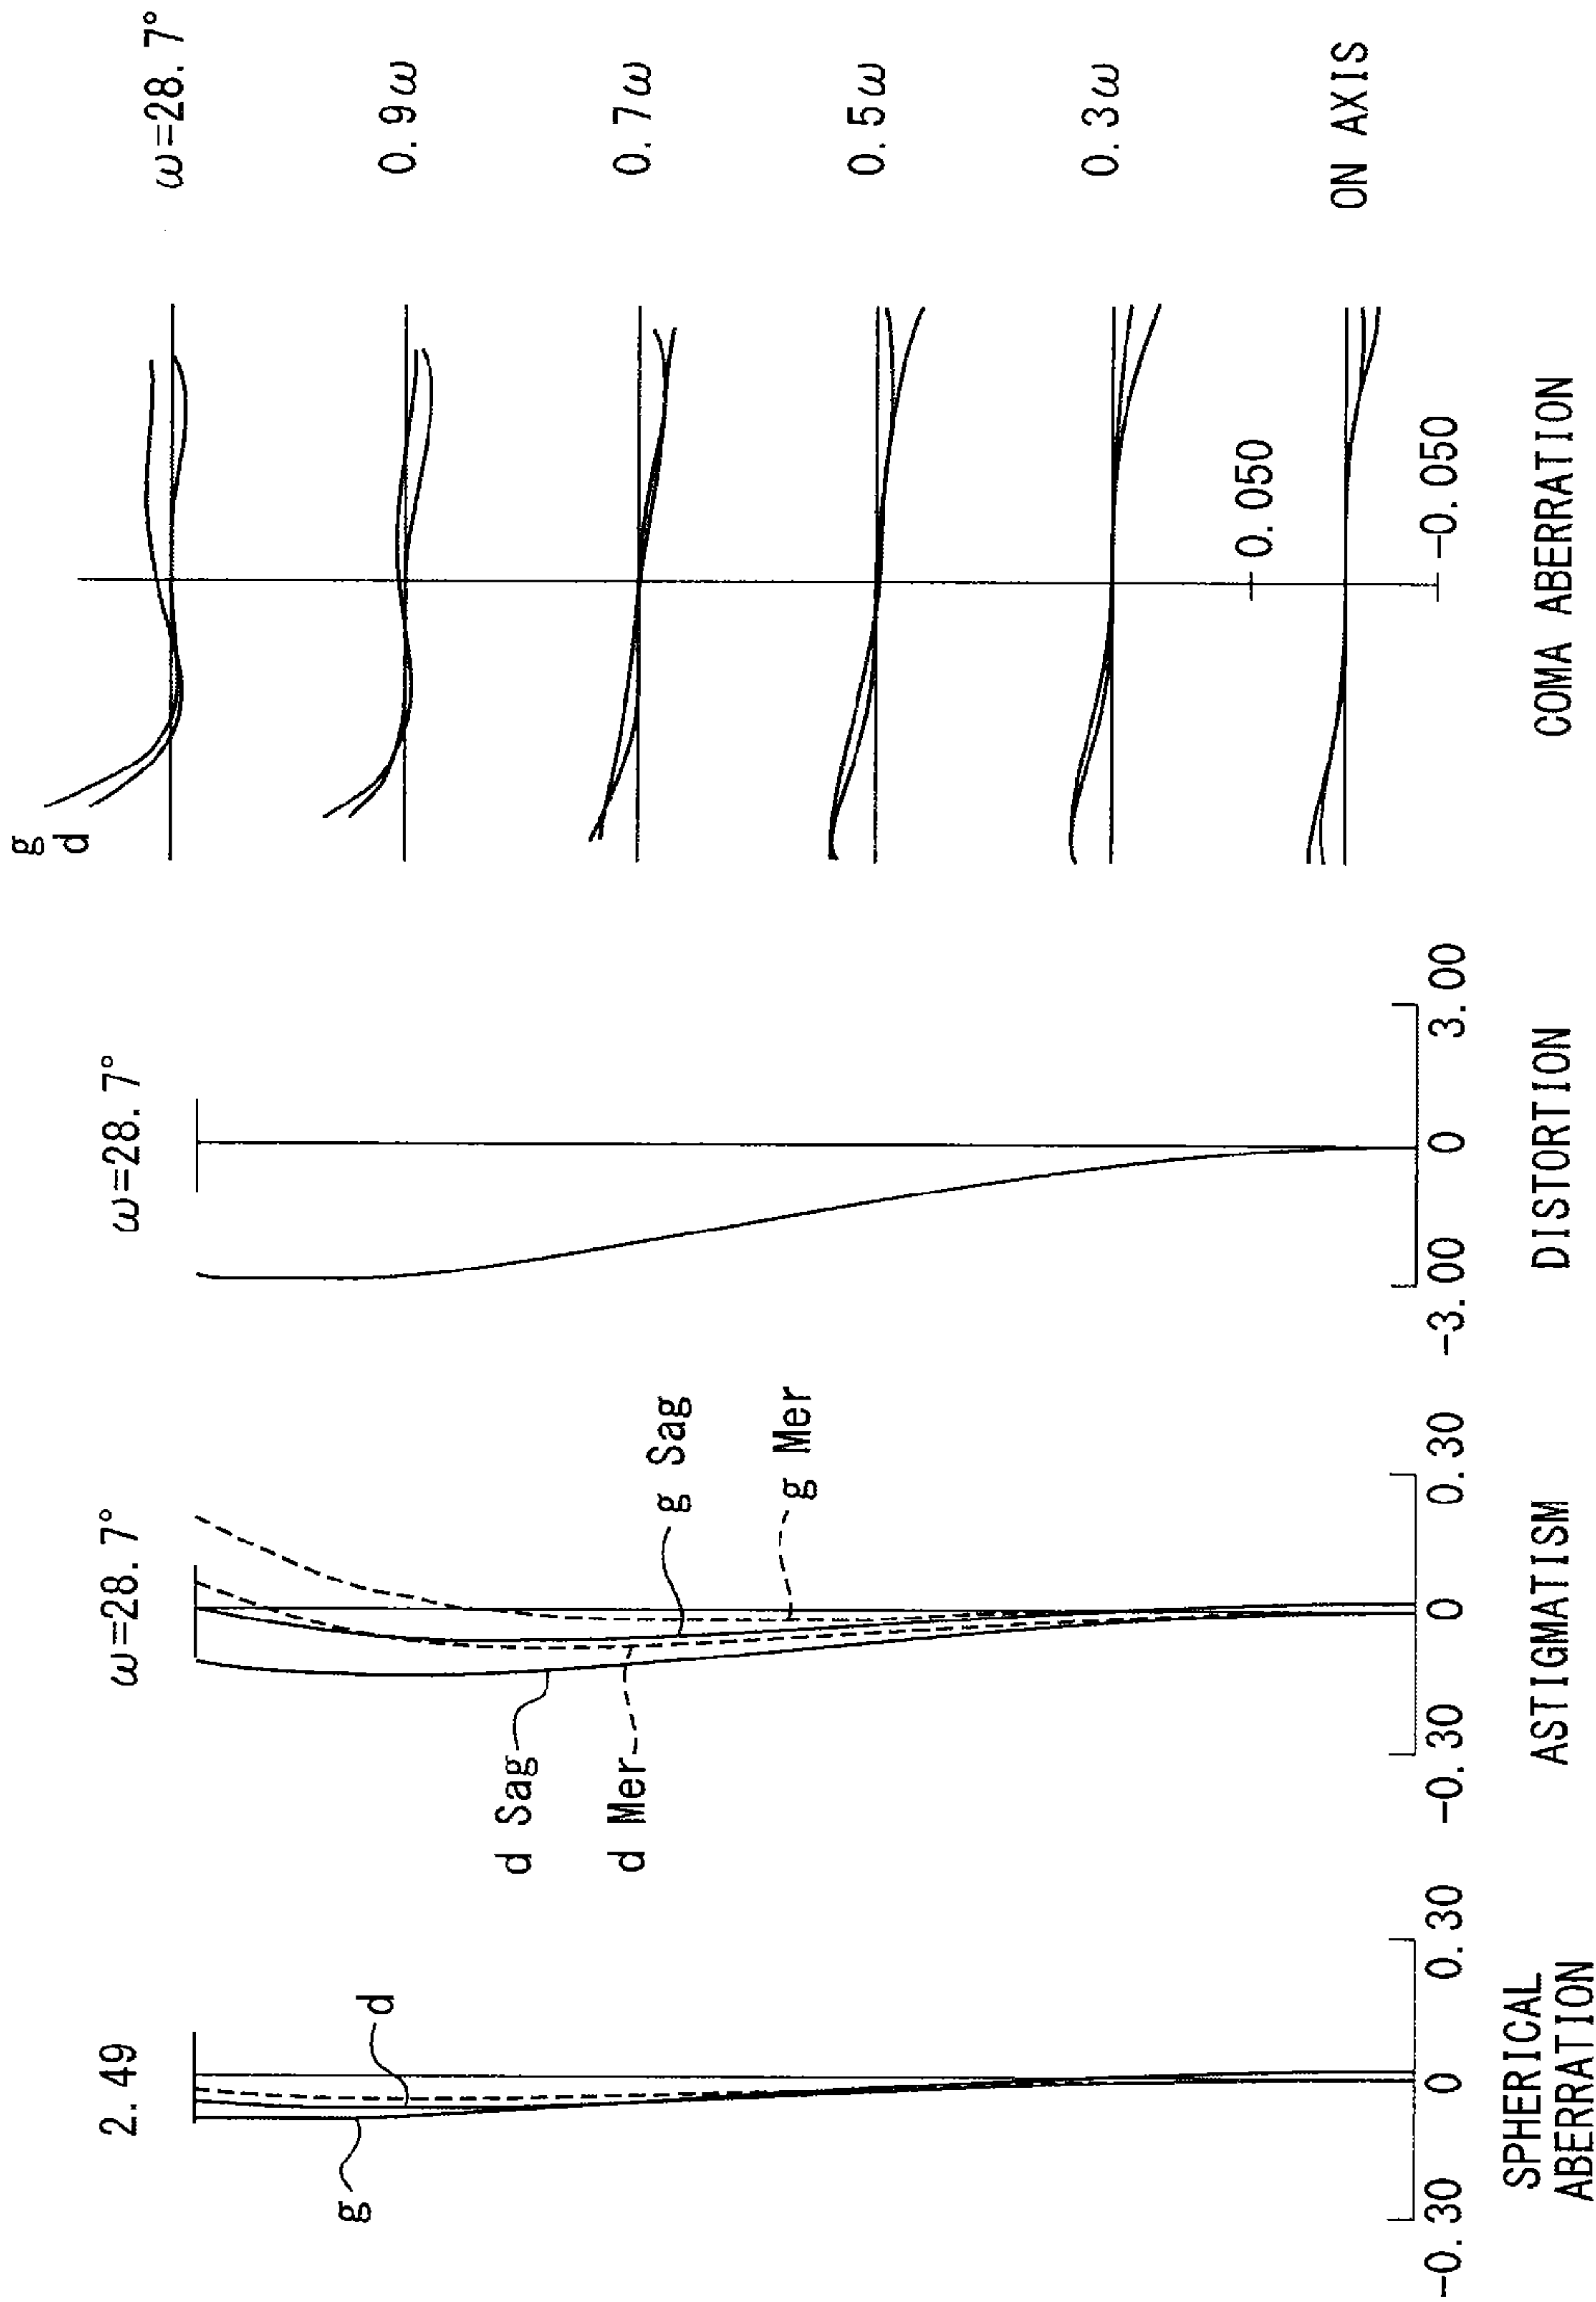 2. 49
g
d
-0. 30
0
0. 30
SPHERICAL
ABERRATION
ω=28. 7°
d Sag
d Mer
g Sag
g Mer
-0. 30
0
0. 30
ASTIGMATISM
ω=28. 7°
-3. 00
0
3. 00
DISTORTION
g
d
ω=28. 7°
0. 9ω
0. 7ω
0. 5ω
0. 3ω
0. 050
ON AXIS
-0. 050
COMA ABERRATION